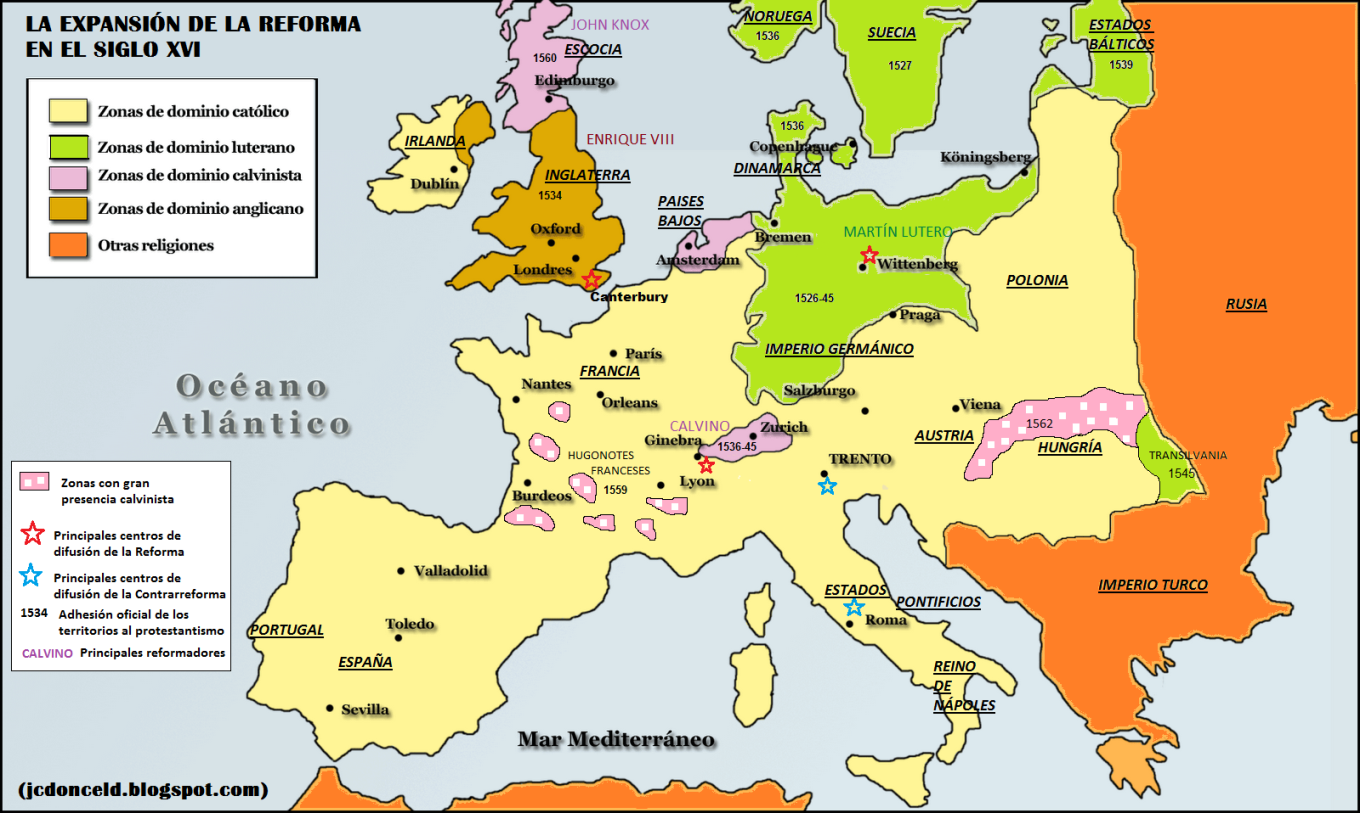 LA EXPANSIÓN DE LA REFORMA
EN EL SIGLO XVI
Zonas de dominio católico
Zonas de dominio luterano
Zonas de dominio calvinista
Zonas de dominio anglicano
Otras religiones
JOHN KNOX
ESCOCIA
1560
Edimburgo
NORUEGA
1536
SUECIA
1527
ESTADOS
BÁLTICOS
1539
IRLANDA
Dublín
ENRIQUE VIII
INGLATERRA
1534
Oxford
Londres
Canterbury
1536
Copenhague
DINAMARCA
Köningsberg
PAISES
BAJOS
Amsterdam
Bremen
MARTÍN LUTERO
Wittenberg
1526-45
Praga
IMPERIO GERMÁNICO
POLONIA
RUSIA
Océano
Atlántico
París
FRANCIA
Nantes
Orleans
Salzburgo
Viena
AUSTRIA
1562
HUNGRÍA
TRANSILVANIA
1545
CALVINO
Ginebra
Zurich
1536-45
HUGONOTES
FRANCESES
1559
Lyon
Burdeos
TRENTO
Zonas con gran
presencia calvinista
Principales centros de
difusión de la Reforma
Principales centros de
difusión de la Contrarreforma
1534 Adhesión oficial de los
territorios al protestantismo
CALVINO Principales reformadores
Valladolid
Toledo
PORTUGAL
ESPAÑA
Sevilla
ESTADOS
PONTIFICIOS
Roma
REINO
DE
NÁPOLES
IMPERIO TURCO
Mar Mediterráneo
(jcdonceld.blogspot.com)